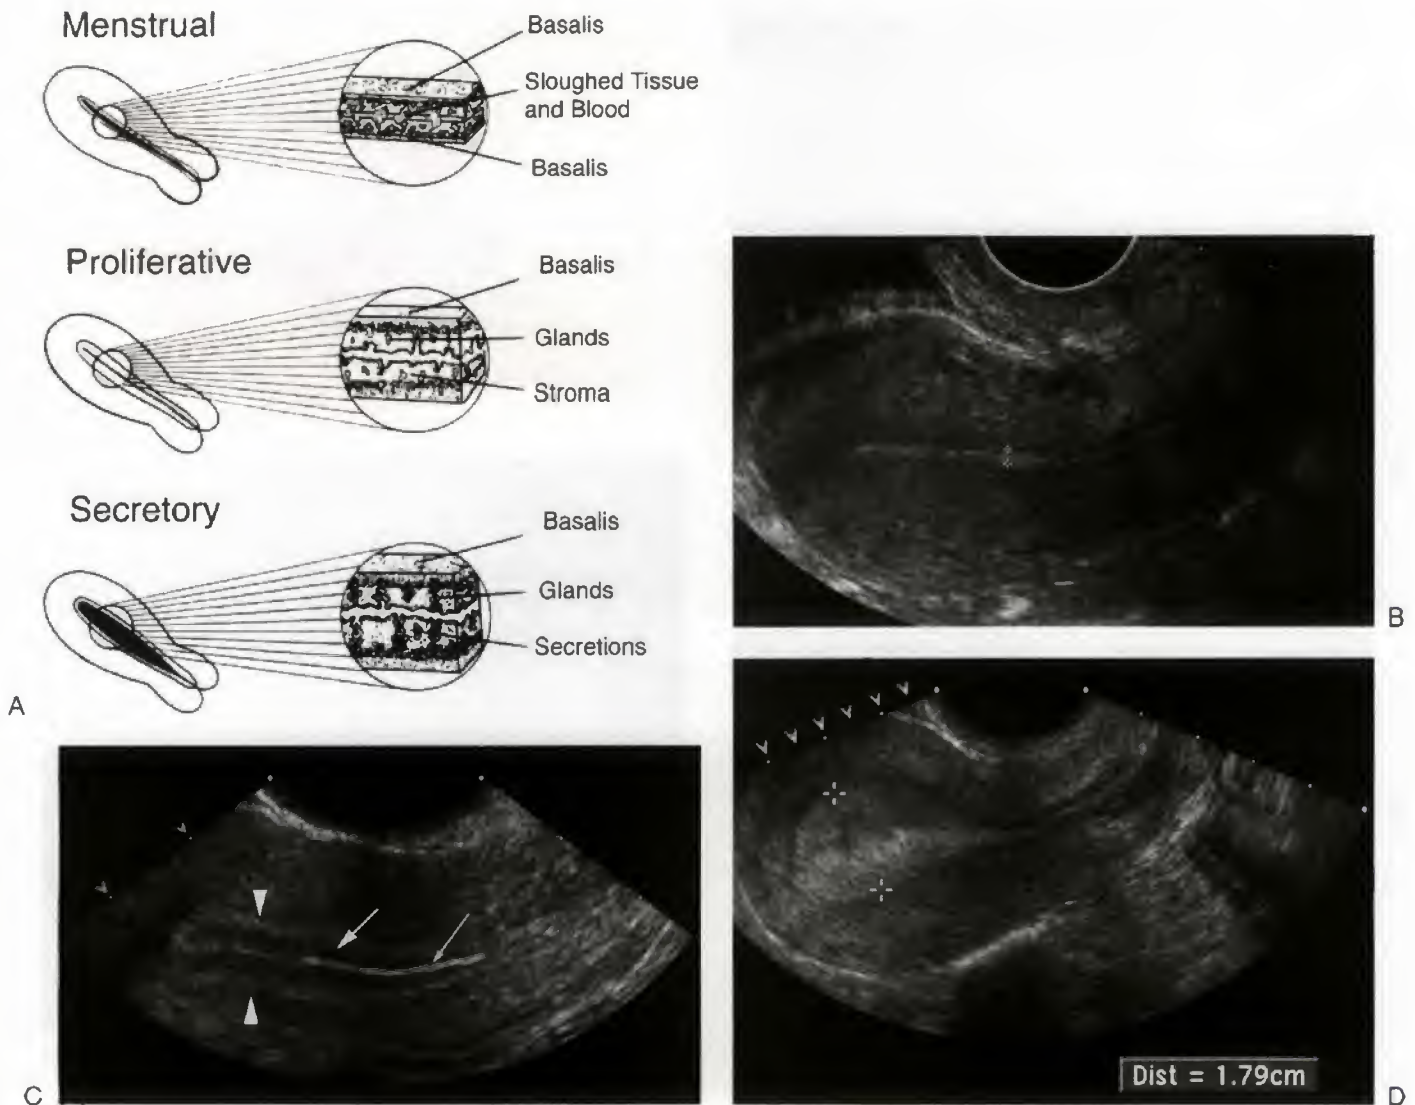 Menstrual
Basalis
Sloughed Tissue
and Blood
Basalis
Proliferative
Basalis
Glands
Stroma
Secretory
Basalis
Glands
Secretions
A
B
C
Dist = 1.79cm
D